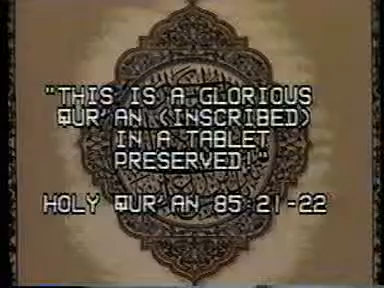 "THIS IS A GLORIOUS
QUR'AN (INSCRIBED)
IN A TABLET
PRESERVED!"
HOLY QUR'AN 85:21-22